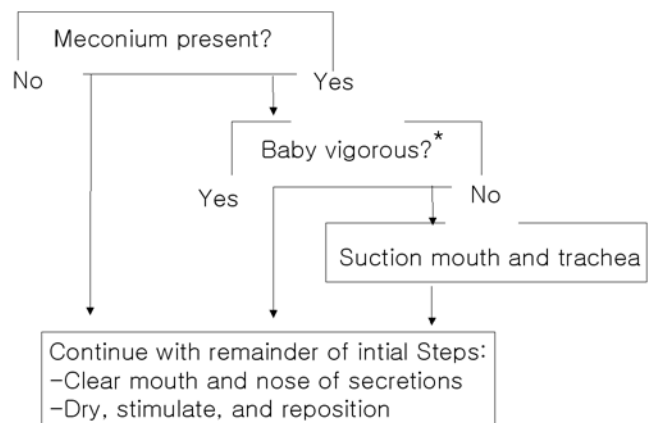 Meconium present?
No
Yes
Baby vigorous?*
Yes
No
Suction mouth and trachea
Continue with remainder of intial Steps:
-Clear mouth and nose of secretions
-Dry, stimulate, and reposition